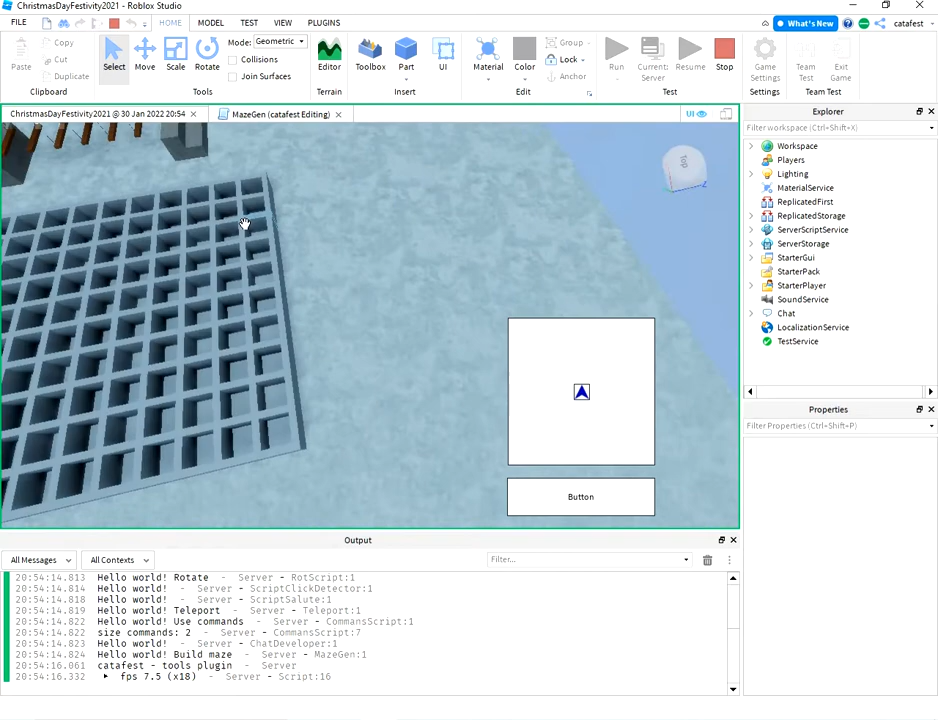 ChristmasDayFestivity2021 - Roblox Studio
FILE HOME MODEL TEST VIEW PLUGINS What's New catafest
Paste Copy Cut Duplicate
Select Move Scale Rotate
Mode: Geometric
Collisions
Join Surfaces
Editor Toolbox Part UI Material Color
Group
Lock
Anchor
Run Current: Server Resume Stop
Game Settings
Team Test
Exit Game
Clipboard Tools Terrain Insert Edit Test Settings Team Test
ChristmasDayFestivity2021 @ 30 Jan 2022 20:54
MazeGen (catafest Editing)
UI
Top
Z
Button
Explorer
Filter workspace (Ctrl+Shift+X)
Workspace
Players
Lighting
MaterialService
ReplicatedFirst
ReplicatedStorage
ServerScriptService
ServerStorage
StarterGui
StarterPack
StarterPlayer
SoundService
Chat
LocalizationService
TestService
Properties
Filter Properties (Ctrl+Shift+P)
Output
All Messages All Contexts Filter...
20:54:14.813 Hello world! Rotate - Server - RotScript:1
20:54:14.814 Hello world! - Server - ScriptClickDetector:1
20:54:14.818 Hello world! - Server - ScriptSalute:1
20:54:14.819 Hello world! Teleport - Server - Teleport:1
20:54:14.822 Hello world! Use commands - Server - CommansScript:1
20:54:14.822 size commands: 2 - Server - CommansScript:7
20:54:14.823 Hello world! - Server - ChatDeveloper:1
20:54:14.824 Hello world! Build maze - Server - MazeGen:1
20:54:16.061 catafest - tools plugin - Server
20:54:16.332 fps 7.5 (x18) - Server - Script:16